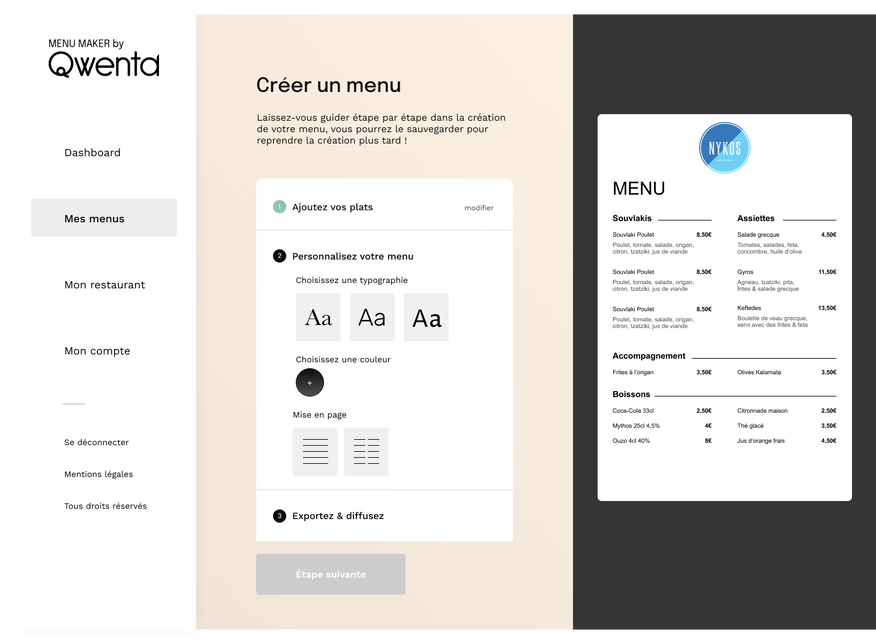 MENU MAKER by
Qwenta
Dashboard
Mes menus
Mon restaurant
Mon compte
Se déconnecter
Mentions légales
Tous droits réservés
Créer un menu
Laissez-vous guider étape par étape dans la création
de votre menu, vous pourrez le sauvegarder pour
reprendre la création plus tard !
1 Ajoutez vos plats modifier
2 Personnalisez votre menu
Choisissez une typographie
Aa Aa Aa
Choisissez une couleur
+
Mise en page
3 Exportez & diffusez
Étape suivante
NYKOS
MENU
Souvlakis
Souvlaki Poulet 8,50€
Poulet, tomate, salade, origan,
citron, tzatziki, jus de viande
Souvlaki Poulet 8,50€
Poulet, tomate, salade, origan,
citron, tzatziki, jus de viande
Souvlaki Poulet 8,50€
Poulet, tomate, salade, origan,
citron, tzatziki, jus de viande
Assiettes
Salade grecque 4,50€
Tomates, salades, feta,
concombre, huile d'olive
Gyros 11,50€
Agneau, tzatziki, pita,
frites & salade grecque
Keftedes 13,50€
Boulette de veau grecque,
servi avec des frites & feta
Accompagnement
Frites à l'origan 3,50€ Olives Kalamata 3,50€
Boissons
Coca-Cola 33cl 2,50€ Citronnade maison 2,50€
Mythos 25cl 4,5% 4€ Thé glacé 3,50€
Ouzo 4cl 40% 8€ Jus d'orange frais 4,50€